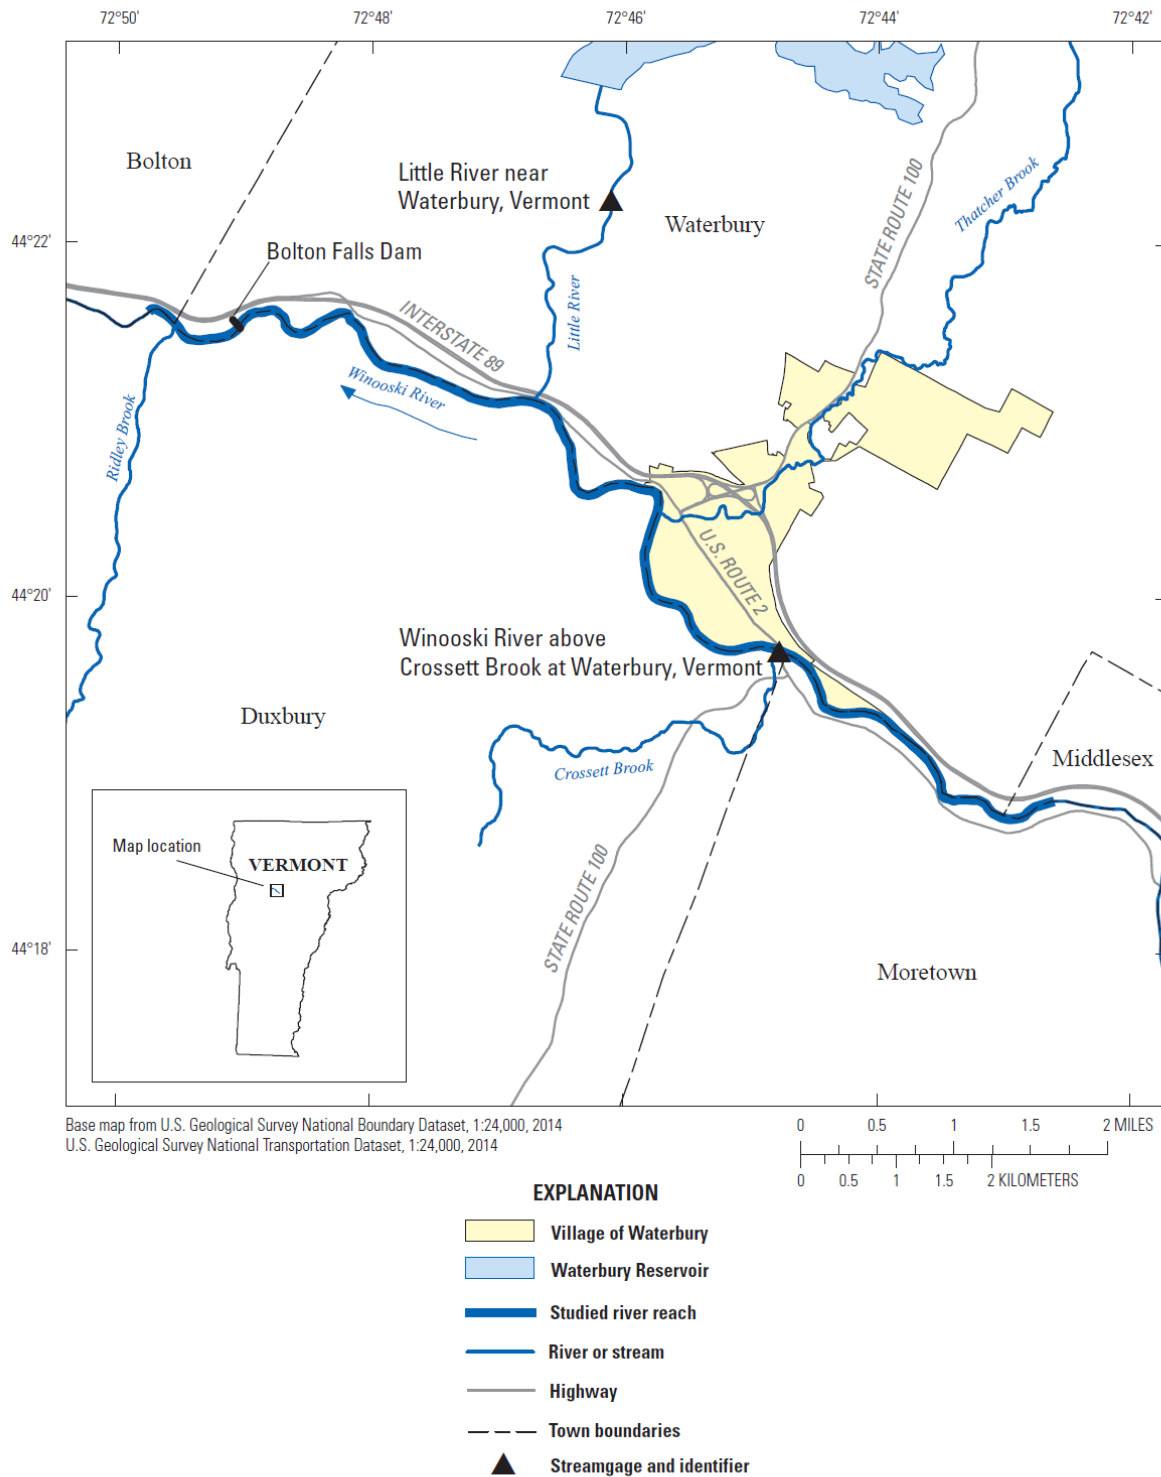 72°50'
72°48'
72°46'
72°44'
72°42'
Bolton
Little River near
Waterbury, Vermont
Waterbury
STATE ROUTE 100
Thatcher Brook
44°22'
Bolton Falls Dam
INTERSTATE 89
Little River
Winooski River
Ridley Brook
U.S. ROUTE 2
44°20'
Winooski River above
Crossett Brook at Waterbury, Vermont
Duxbury
Crossett Brook
Middlesex
Map location
VERMONT
STATE ROUTE 100
44°18'
Moretown
Base map from U.S. Geological Survey National Boundary Dataset, 1:24,000, 2014
U.S. Geological Survey National Transportation Dataset, 1:24,000, 2014
0 0.5 1 1.5 2 MILES
0 0.5 1 1.5 2 KILOMETERS
EXPLANATION
Village of Waterbury
Waterbury Reservoir
Studied river reach
River or stream
Highway
Town boundaries
Streamgage and identifier